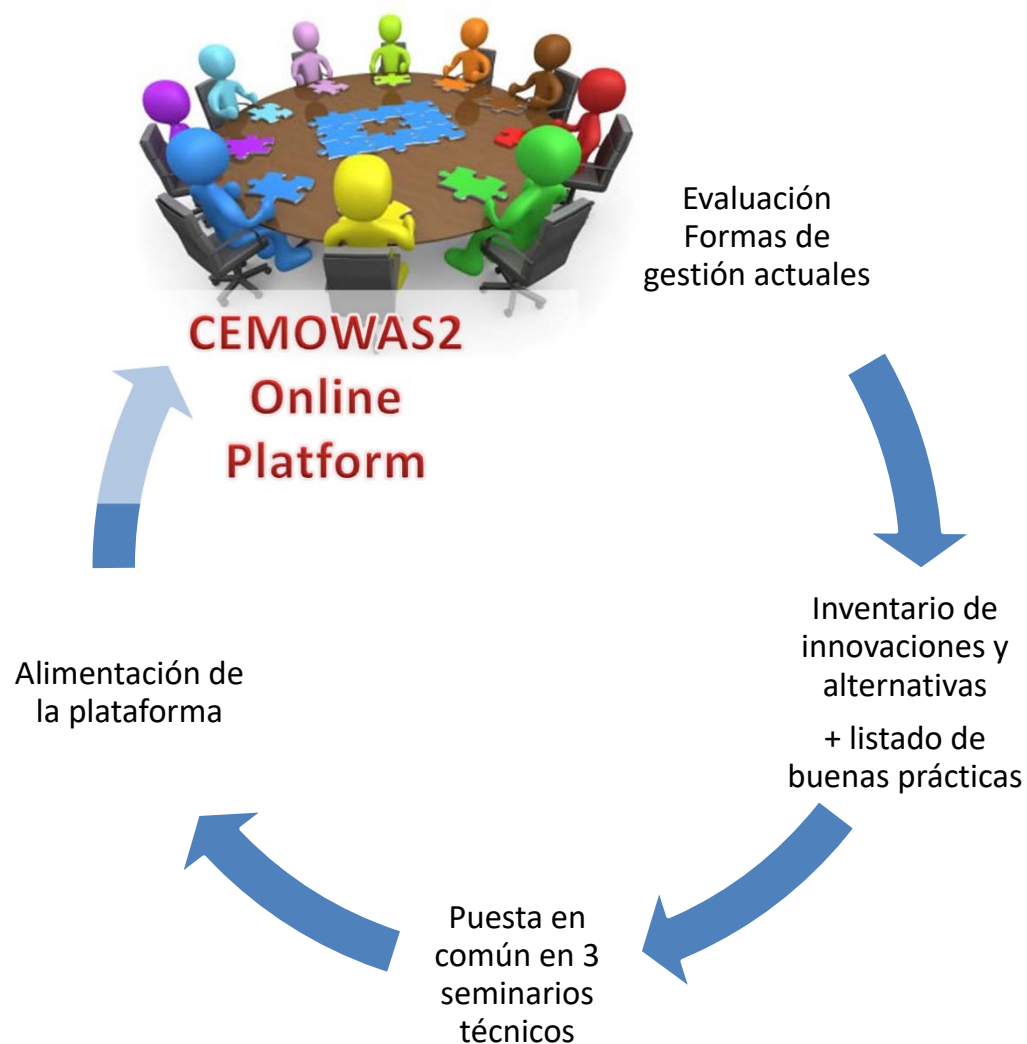 CEMOWAS2
Online
Platform
Evaluación
Formas de
gestión actuales
Inventario de
innovaciones y
alternativas
+ listado de
buenas prácticas
Puesta en
común en 3
seminarios
técnicos
Alimentación de
la plataforma